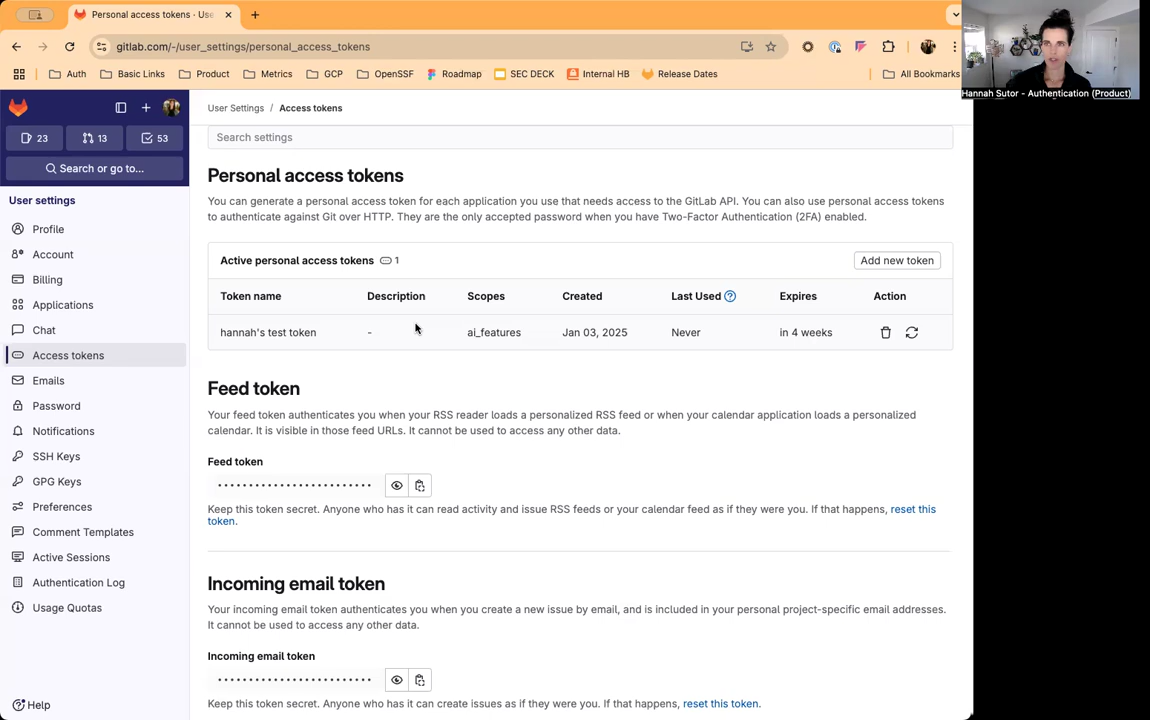 Personal access tokens · Use
gitlab.com/-/user_settings/personal_access_tokens
Auth
Basic Links
Product
Metrics
GCP
OpenSSF
Roadmap
SEC DECK
Internal HB
Release Dates
All Bookmarks
Hannah Sutor - Authentication (Product)
23
13
53
Search or go to...
User settings
Profile
Account
Billing
Applications
Chat
Access tokens
Emails
Password
Notifications
SSH Keys
GPG Keys
Preferences
Comment Templates
Active Sessions
Authentication Log
Usage Quotas
Help
User Settings / Access tokens
Search settings
Personal access tokens
You can generate a personal access token for each application you use that needs access to the GitLab API. You can also use personal access tokens
to authenticate against Git over HTTP. They are the only accepted password when you have Two-Factor Authentication (2FA) enabled.
Active personal access tokens 1
Add new token
Token name Description Scopes Created Last Used Expires Action
hannah's test token - ai_features Jan 03, 2025 Never in 4 weeks
Feed token
Your feed token authenticates you when your RSS reader loads a personalized RSS feed or when your calendar application loads a personalized
calendar. It is visible in those feed URLs. It cannot be used to access any other data.
Feed token
Keep this token secret. Anyone who has it can read activity and issue RSS feeds or your calendar feed as if they were you. If that happens, reset this
token.
Incoming email token
Your incoming email token authenticates you when you create a new issue by email, and is included in your personal project-specific email addresses.
It cannot be used to access any other data.
Incoming email token
Keep this token secret. Anyone who has it can create issues as if they were you. If that happens, reset this token.